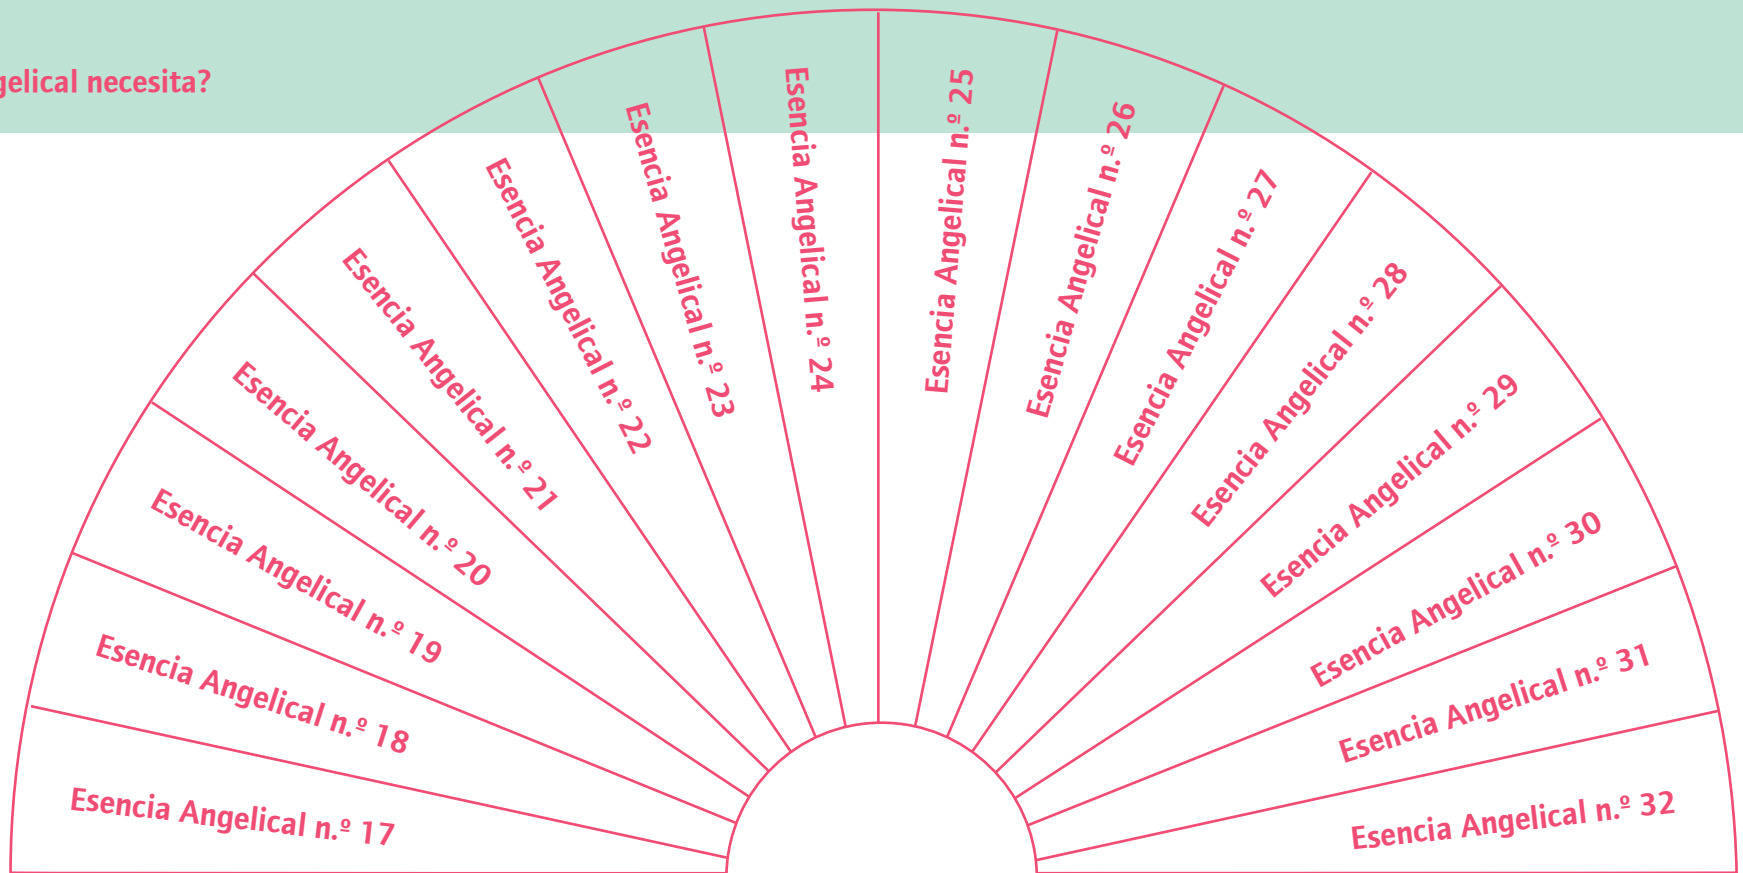 gelical necesita?
Esencia Angelical n.º 17
Esencia Angelical n.º 18
Esencia Angelical n.º 19
Esencia Angelical n.º 20
Esencia Angelical n.º 21
Esencia Angelical n.º 22
Esencia Angelical n.º 23
Esencia Angelical n.º 24
Esencia Angelical n.º 25
Esencia Angelical n.º 26
Esencia Angelical n.º 27
Esencia Angelical n.º 28
Esencia Angelical n.º 29
Esencia Angelical n.º 30
Esencia Angelical n.º 31
Esencia Angelical n.º 32